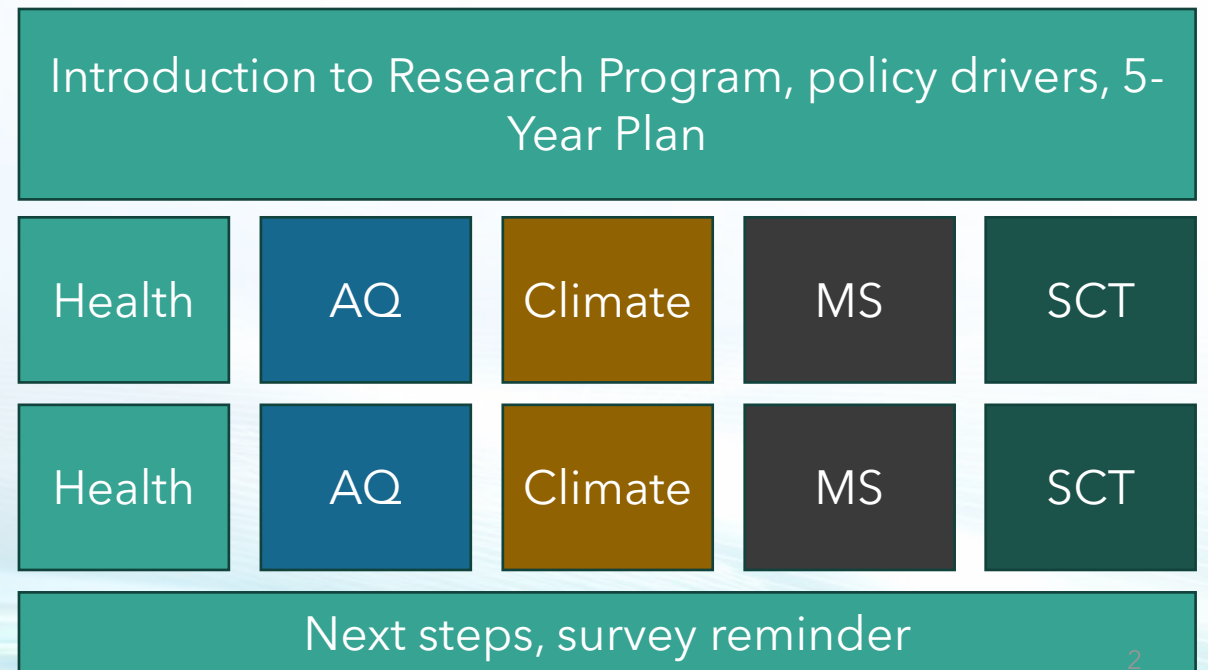 Introduction to Research Program, policy drivers, 5-
Year Plan
Health
AQ
Climate
MS
SCT
Health
AQ
Climate
MS
SCT
Next steps, survey reminder
2